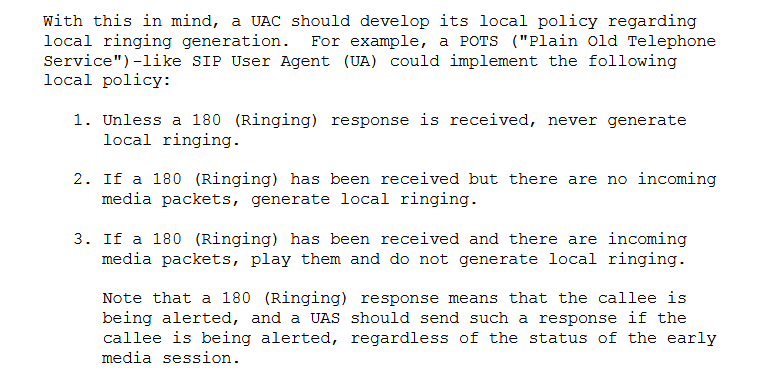 With this in mind, a UAC should develop its local policy regarding
local ringing generation.  For example, a POTS ("Plain Old Telephone
Service")-like SIP User Agent (UA) could implement the following
local policy:
1. Unless a 180 (Ringing) response is received, never generate
local ringing.
2. If a 180 (Ringing) has been received but there are no incoming
media packets, generate local ringing.
3. If a 180 (Ringing) has been received and there are incoming
media packets, play them and do not generate local ringing.
Note that a 180 (Ringing) response means that the callee is
being alerted, and a UAS should send such a response if the
callee is being alerted, regardless of the status of the early
media session.